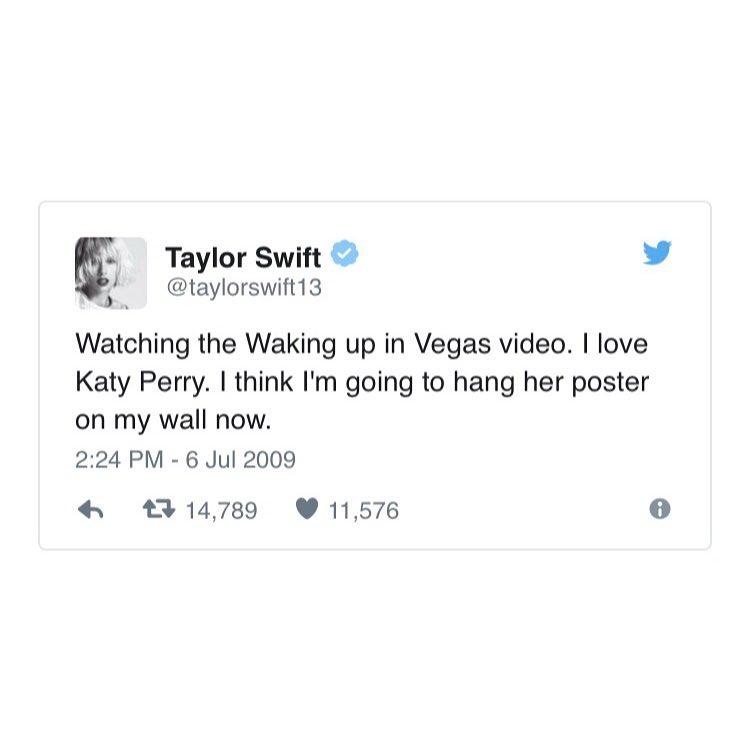 Taylor Swift
@taylorswift13
Watching the Waking up in Vegas video. I love
Katy Perry. I think I'm going to hang her poster
on my wall now.
2:24 PM - 6 Jul 2009
14,789 11,576